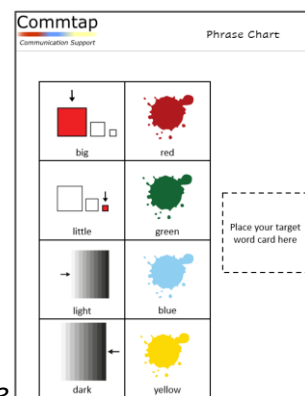 Commtap
Communication Support
Phrase Chart
big
red
little
green
Place your target
word card here
light
blue
dark
yellow